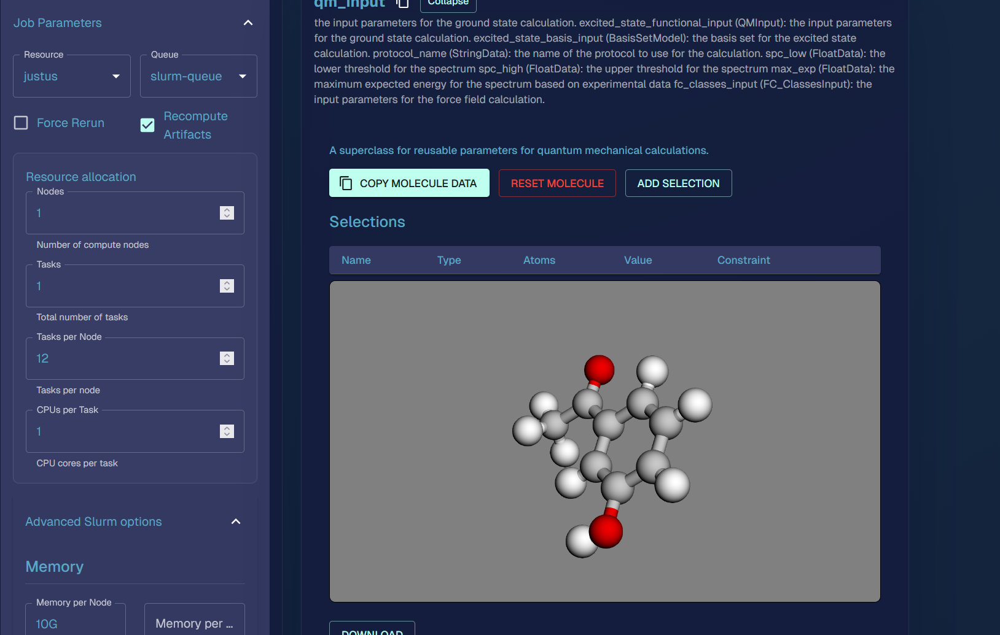 Job Parameters
Resource
justus
Queue
slurm-queue
Force Rerun
Recompute
Artifacts
Resource allocation
Nodes
1
Number of compute nodes
Tasks
1
Total number of tasks
Tasks per Node
12
Tasks per node
CPUs per Task
1
CPU cores per task
Advanced Slurm options
Memory
Memory per Node
10G
Memory per ...
qm_input
Collapse
the input parameters for the ground state calculation. excited_state_functional_input (QMInput): the input parameters
for the ground state calculation. excited_state_basis_input (BasisSetModel): the basis set for the excited state
calculation. protocol_name (StringData): the name of the protocol to use for the calculation. spc_low (FloatData): the
lower threshold for the spectrum spc_high (FloatData): the upper threshold for the spectrum max_exp (FloatData): the
maximum expected energy for the spectrum based on experimental data fc_classes_input (FC_ClassesInput): the
input parameters for the force field calculation.
A superclass for reusable parameters for quantum mechanical calculations.
COPY MOLECULE DATA
RESET MOLECULE
ADD SELECTION
Selections
Name Type Atoms Value Constraint
DOWNLOAD